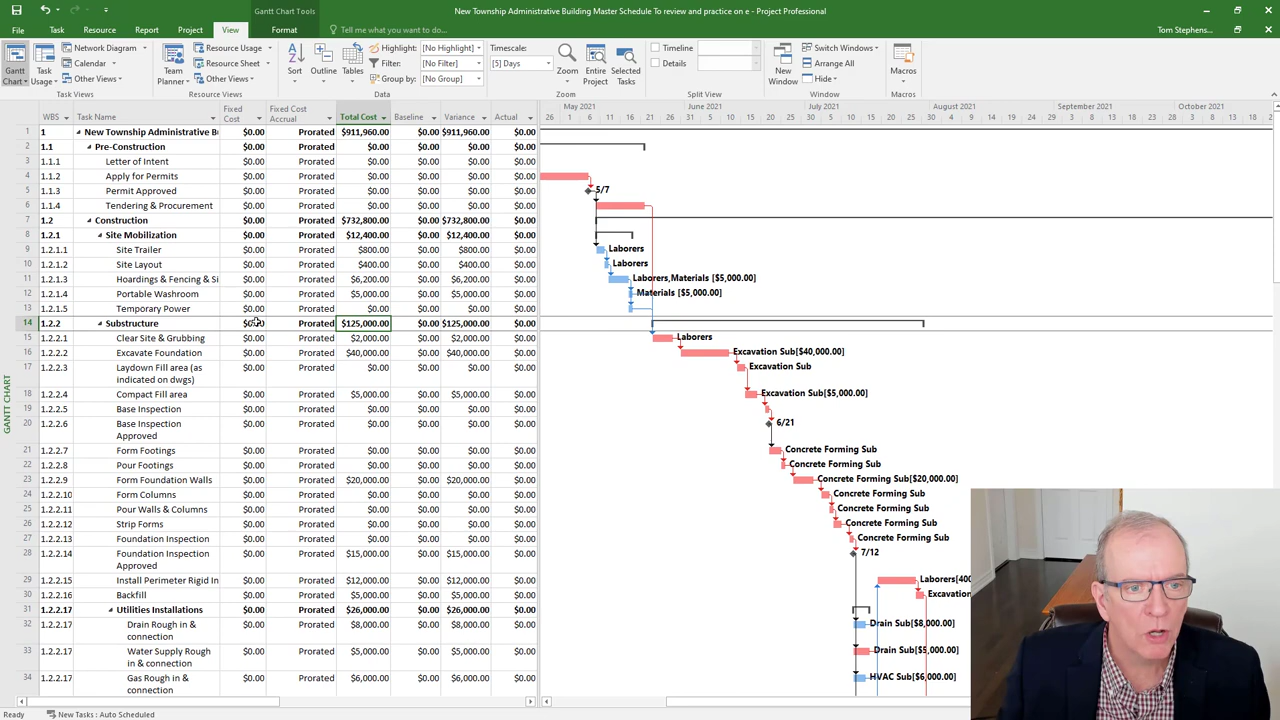 Gantt Chart Tools
New Township Administrative Building Master Schedule To review and practice on e - Project Professional
File Task Resource Report Project View Format Tell me what you want to do... Tom Stephens...
Gantt Chart
Task Usage
Network Diagram
Calendar
Other Views
Task Views
Team Planner
Resource Usage
Resource Sheet
Other Views
Resource Views
Sort
Outline
Tables
Highlight: [No Highlight]
Filter: [No Filter]
Group by: [No Group]
Data
Timescale:
[5] Days
Zoom
Entire Project
Selected Tasks
Zoom
Timeline
Details
Split View
New Window
Switch Windows
Arrange All
Hide
Window
Macros
Macros
WBS Task Name Fixed Cost Fixed Cost Accrual Total Cost Baseline Variance Actual
May 2021 June 2021 July 2021 August 2021 September 2021 October 2021
26 1 6 11 16 21 26 31 5 10 15 20 25 30 5 10 15 20 25 30 4 9 14 19 24 29 3 8 13 18 23 28 3 8 13 18 23
1 1 New Township Administrative B $0.00 Prorated $911,960.00 $0.00 $911,960.00 $0.00
2 1.1 Pre-Construction $0.00 Prorated $0.00 $0.00 $0.00 $0.00
3 1.1.1 Letter of Intent $0.00 Prorated $0.00 $0.00 $0.00 $0.00
4 1.1.2 Apply for Permits $0.00 Prorated $0.00 $0.00 $0.00 $0.00
5 1.1.3 Permit Approved $0.00 Prorated $0.00 $0.00 $0.00 $0.00 5/7
6 1.1.4 Tendering & Procurement $0.00 Prorated $0.00 $0.00 $0.00 $0.00
7 1.2 Construction $0.00 Prorated $732,800.00 $0.00 $732,800.00 $0.00
8 1.2.1 Site Mobilization $0.00 Prorated $12,400.00 $0.00 $12,400.00 $0.00
9 1.2.1.1 Site Trailer $0.00 Prorated $800.00 $0.00 $800.00 $0.00 Laborers
10 1.2.1.2 Site Layout $0.00 Prorated $400.00 $0.00 $400.00 $0.00 Laborers
11 1.2.1.3 Hoardings & Fencing & Si $0.00 Prorated $6,200.00 $0.00 $6,200.00 $0.00 Laborers,Materials [$5,000.00]
12 1.2.1.4 Portable Washroom $0.00 Prorated $5,000.00 $0.00 $5,000.00 $0.00 Materials [$5,000.00]
13 1.2.1.5 Temporary Power $0.00 Prorated $0.00 $0.00 $0.00 $0.00
14 1.2.2 Substructure $0.00 Prorated $125,000.00 $0.00 $125,000.00 $0.00
15 1.2.2.1 Clear Site & Grubbing $0.00 Prorated $2,000.00 $0.00 $2,000.00 $0.00 Laborers
16 1.2.2.2 Excavate Foundation $0.00 Prorated $40,000.00 $0.00 $40,000.00 $0.00 Excavation Sub[$40,000.00]
17 1.2.2.3 Laydown Fill area (as indicated on dwgs) $0.00 Prorated $0.00 $0.00 $0.00 $0.00 Excavation Sub
18 1.2.2.4 Compact Fill area $0.00 Prorated $5,000.00 $0.00 $5,000.00 $0.00 Excavation Sub[$5,000.00]
19 1.2.2.5 Base Inspection $0.00 Prorated $0.00 $0.00 $0.00 $0.00
20 1.2.2.6 Base Inspection Approved $0.00 Prorated $0.00 $0.00 $0.00 $0.00 6/21
21 1.2.2.7 Form Footings $0.00 Prorated $0.00 $0.00 $0.00 $0.00 Concrete Forming Sub
22 1.2.2.8 Pour Footings $0.00 Prorated $0.00 $0.00 $0.00 $0.00 Concrete Forming Sub
23 1.2.2.9 Form Foundation Walls $0.00 Prorated $20,000.00 $0.00 $20,000.00 $0.00 Concrete Forming Sub[$20,000.00]
24 1.2.2.10 Form Columns $0.00 Prorated $0.00 $0.00 $0.00 $0.00 Concrete Forming Sub
25 1.2.2.11 Pour Walls & Columns $0.00 Prorated $0.00 $0.00 $0.00 $0.00 Concrete Forming Sub
26 1.2.2.12 Strip Forms $0.00 Prorated $0.00 $0.00 $0.00 $0.00 Concrete Forming Sub
27 1.2.2.13 Foundation Inspection $0.00 Prorated $0.00 $0.00 $0.00 $0.00 Concrete Forming Sub
28 1.2.2.14 Foundation Inspection Approved $0.00 Prorated $15,000.00 $0.00 $15,000.00 $0.00 7/12
29 1.2.2.15 Install Perimeter Rigid In $0.00 Prorated $12,000.00 $0.00 $12,000.00 $0.00 Laborers[400
30 1.2.2.16 Backfill $0.00 Prorated $5,000.00 $0.00 $5,000.00 $0.00 Excavation
31 1.2.2.17 Utilities Installations $0.00 Prorated $26,000.00 $0.00 $26,000.00 $0.00
32 1.2.2.17 Drain Rough in & connection $0.00 Prorated $8,000.00 $0.00 $8,000.00 $0.00 Drain Sub[$8,000.00]
33 1.2.2.17 Water Supply Rough in & connection $0.00 Prorated $5,000.00 $0.00 $5,000.00 $0.00 Drain Sub[$5,000.00]
34 1.2.2.17 Gas Rough in & connection $0.00 Prorated $6,000.00 $0.00 $6,000.00 $0.00 HVAC Sub[$6,000.00]
GANTT CHART
Ready New Tasks : Auto Scheduled